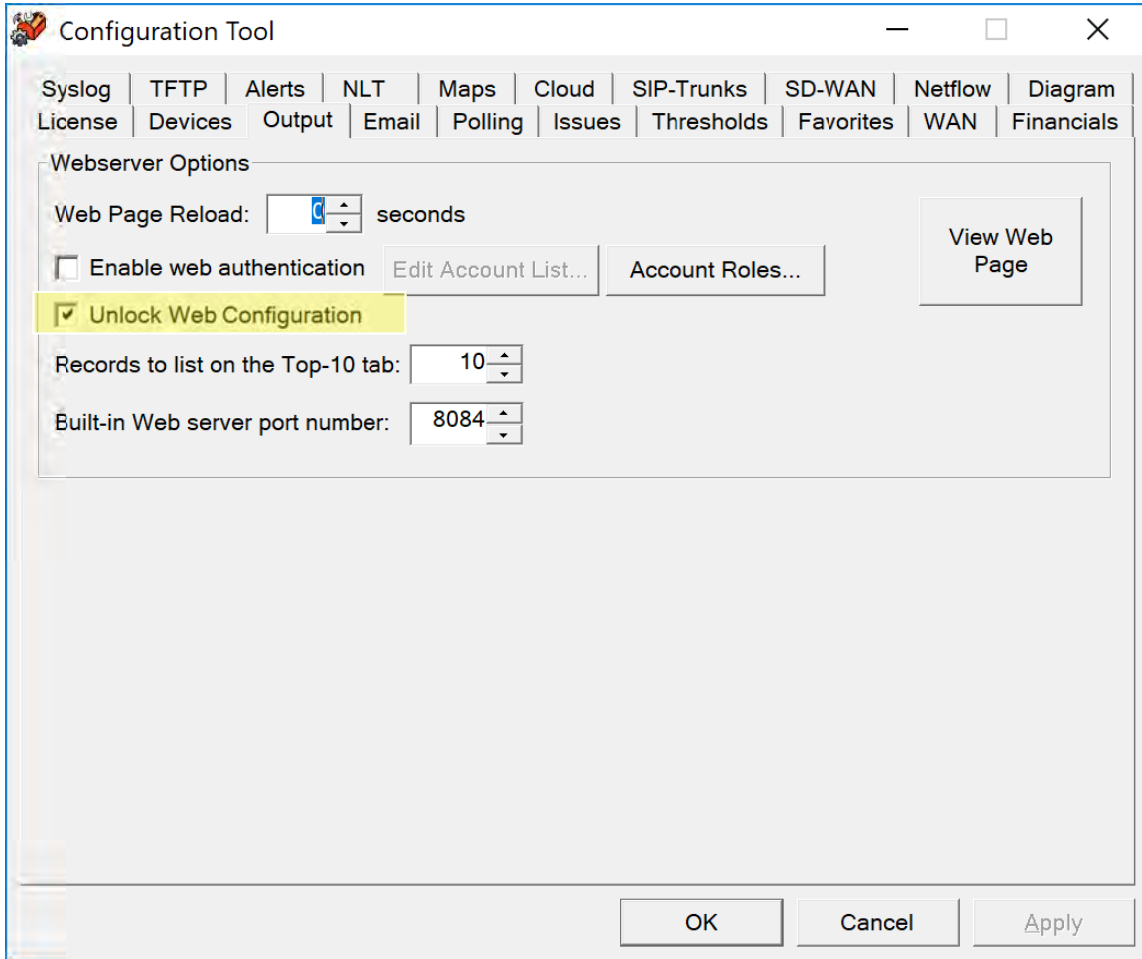 Configuration Tool
Syslog TFTP Alerts NLT Maps Cloud SIP-Trunks SD-WAN Netflow Diagram
License Devices Output Email Polling Issues Thresholds Favorites WAN Financials
Webserver Options
Web Page Reload: seconds
View Web
Page
Enable web authentication Edit Account List... Account Roles...
Unlock Web Configuration
Records to list on the Top-10 tab: 10
Built-in Web server port number: 8084
OK Cancel Apply